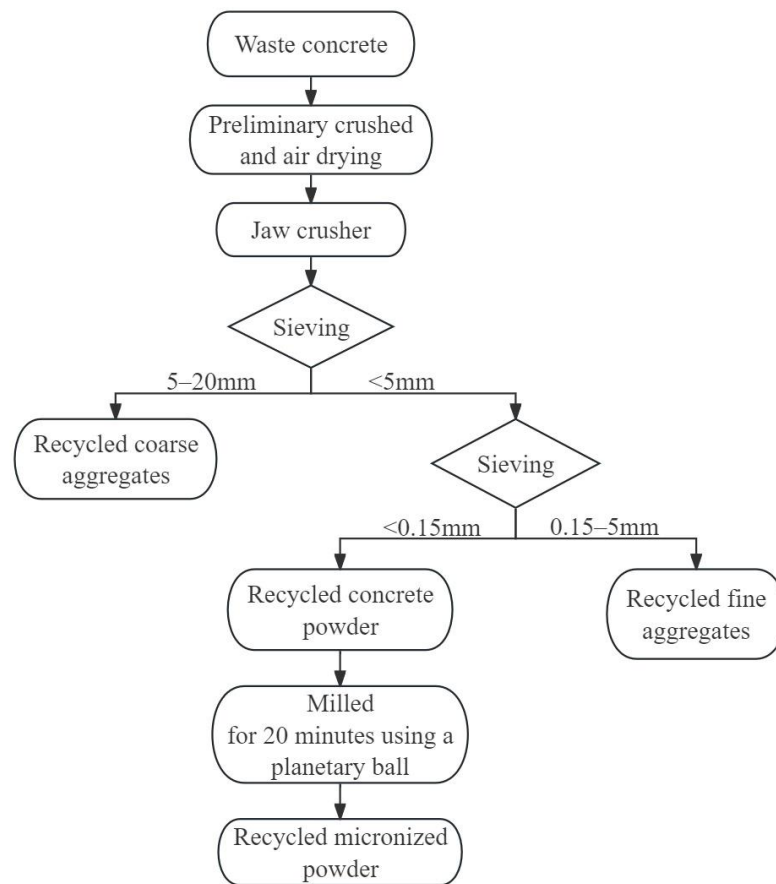 Waste concrete
Preliminary crushed
and air drying
Jaw crusher
Sieving
5–20mm
<5mm
Recycled coarse
aggregates
Sieving
<0.15mm
0.15–5mm
Recycled concrete
powder
Recycled fine
aggregates
Milled
for 20 minutes using a
planetary ball
Recycled micronized
powder